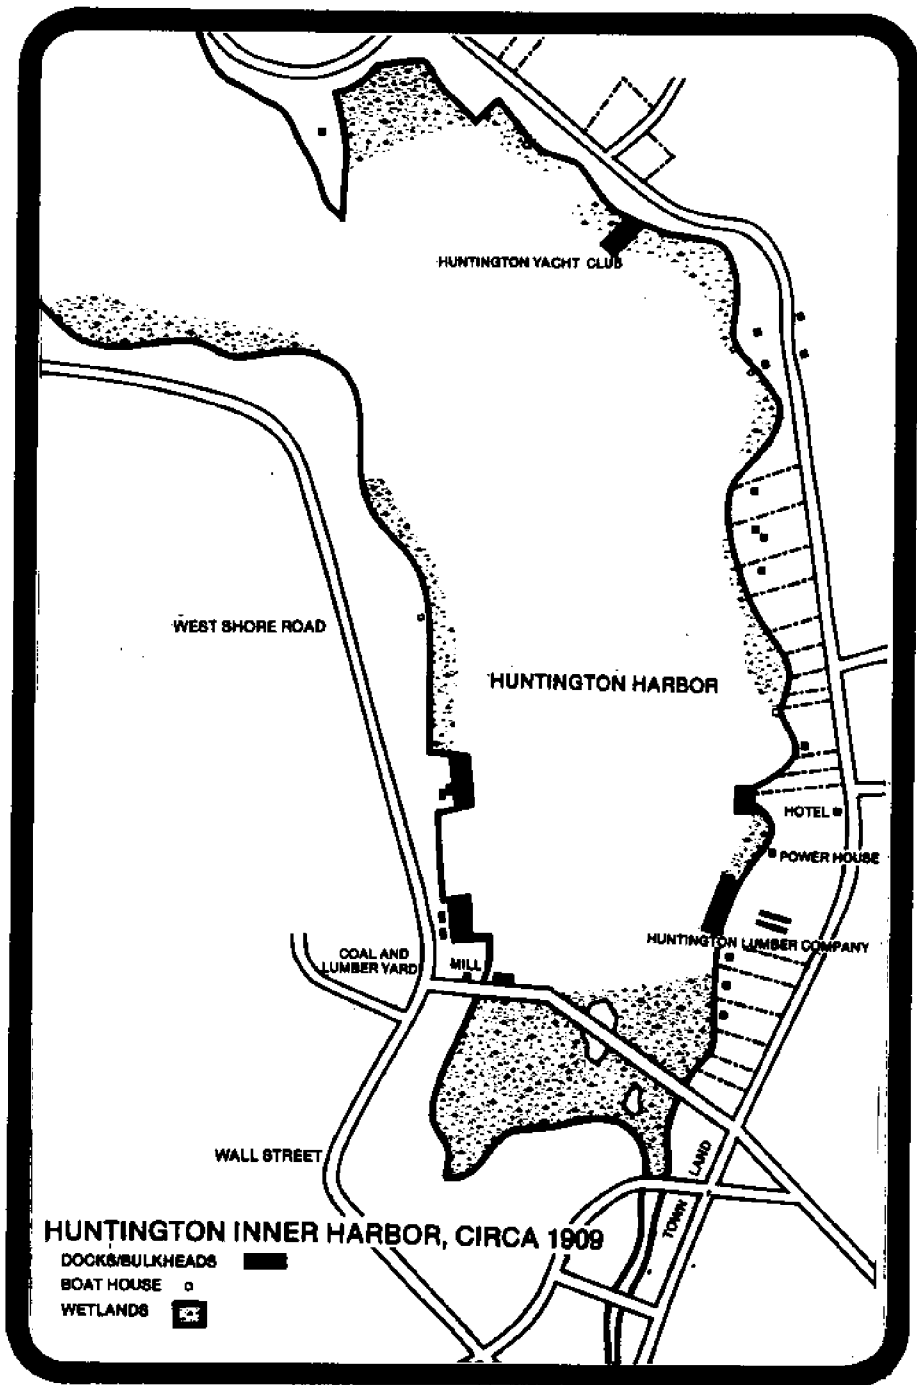 HUNTINGTON YACHT CLUB
WEST SHORE ROAD
HUNTINGTON HARBOR
HOTEL
POWER HOUSE
HUNTINGTON LUMBER COMPANY
COAL AND
LUMBER YARD
MILL
WALL STREET
TOWN LAND
HUNTINGTON INNER HARBOR, CIRCA 1909
DOCKS/BULKHEADS
BOAT HOUSE
WETLANDS